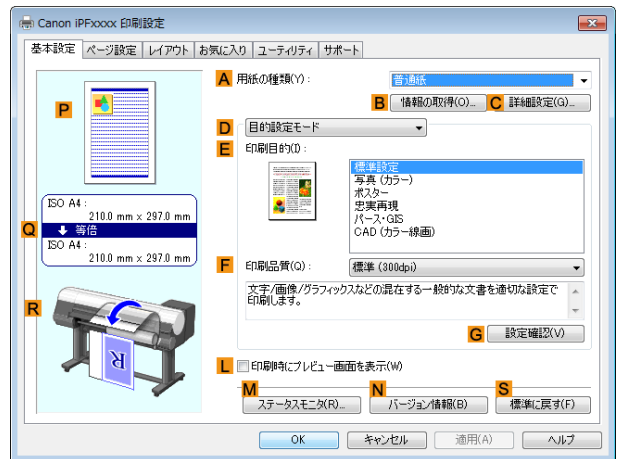 Canon iPFxxxx 印刷設定
基本設定 ページ設定 レイアウト お気に入り ユーティリティ サポート
A 用紙の種類(Y): 普通紙
B 情報の取得(O)... C 詳細設定(G)...
P
D 目的設定モード
E 印刷目的(I):
標準設定
写真 (カラー)
ポスター
忠実再現
パース・GIS
CAD (カラー線画)
ISO A4 :
210.0 mm x 297.0 mm
Q 等倍
ISO A4 :
210.0 mm x 297.0 mm
F 印刷品質(Q): 標準 (300dpi)
文字/画像/グラフィックスなどの混在する一般的な文書を適切な設定で
印刷します。
R
G 設定確認(V)
L 印刷時にプレビュー画面を表示(W)
M ステータスモニタ(R)... N バージョン情報(B) S 標準に戻す(F)
OK キャンセル 適用(A) ヘルプ